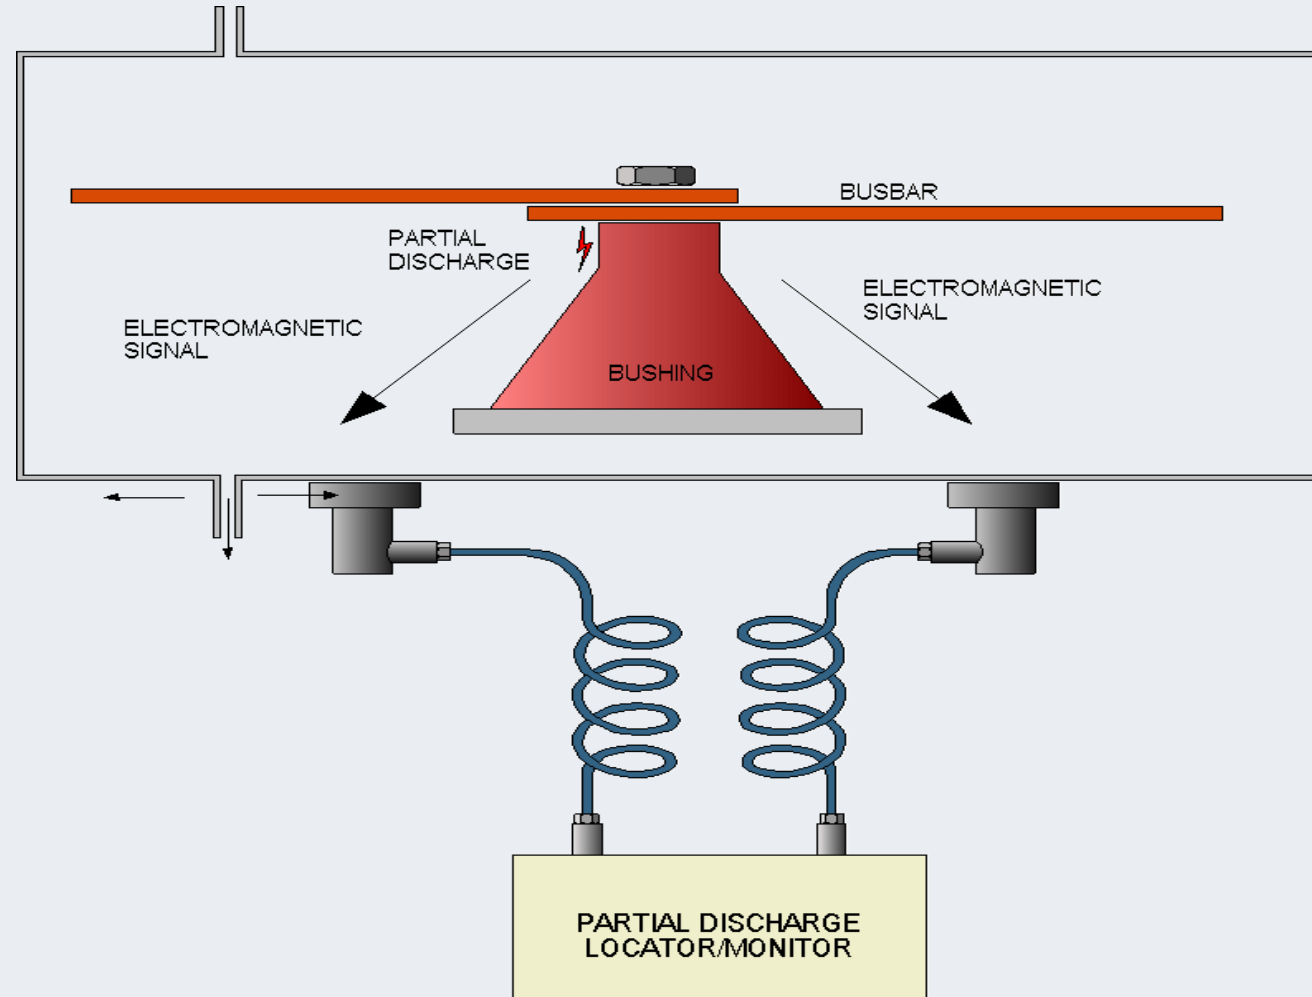 BUSBAR
PARTIAL
DISCHARGE
ELECTROMAGNETIC
SIGNAL
ELECTROMAGNETIC
SIGNAL
BUSHING
PARTIAL DISCHARGE
LOCATOR/MONITOR